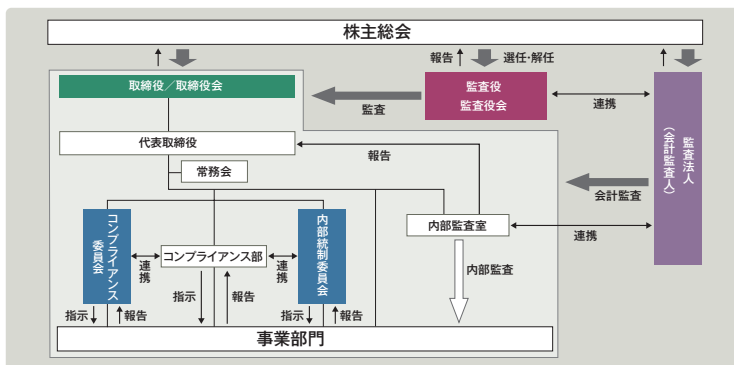 株主総会
報告
選任・解任
取締役／取締役会
監査役
監査役会
監査
連携
監査法人
（会計監査人）
代表取締役
報告
常務会
会計監査
コンプライアンス
委員会
連携
コンプライアンス部
連携
内部統制委員会
内部監査室
連携
内部監査
指示
報告
指示
報告
指示
報告
事業部門